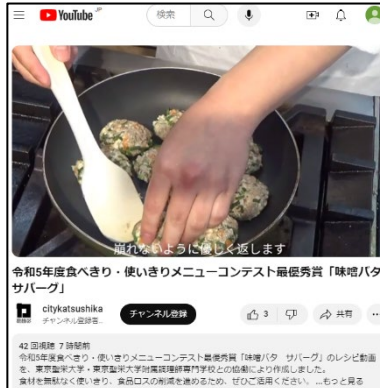 YouTube JP
検索
崩れないように優しく返します
令和5年度食べきり・使いきりメニューコンテスト最優秀賞「味噌バタ
サバーグ」
citykatsushika
チャンネル登録者...
チャンネル登録
3
共有
42 回視聴 7 時間前
令和5年度食べきり・使いきりメニューコンテスト最優秀賞「味噌バタ サバーグ」のレシピ動画
を、東京聖栄大学・東京聖栄大学附属調理師専門学校との協働により作成しました。
食材を無駄なく使いきり、食品ロスの削減を進めるため、ぜひご活用ください。...もっと見る